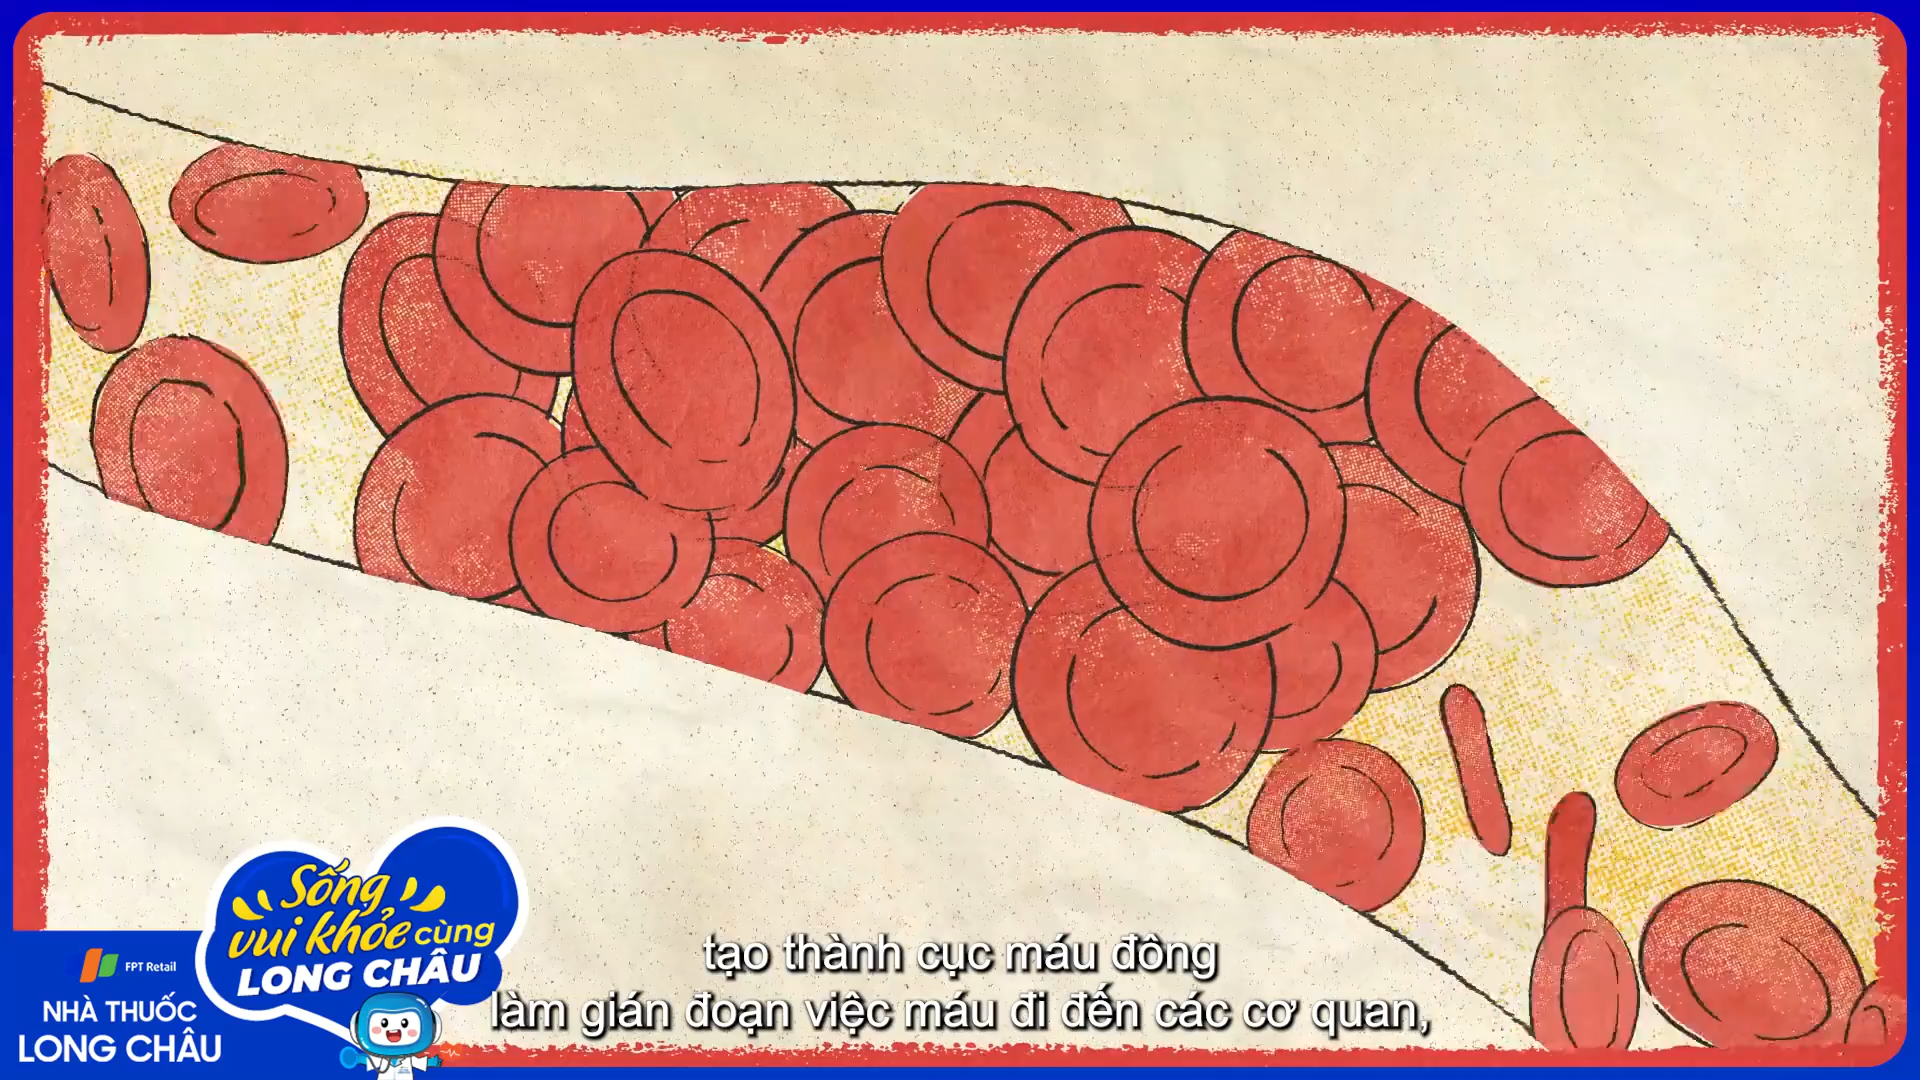 Sống
vui khỏe cùng
LONG CHÂU
FPT Retail
NHÀ THUỐC
LONG CHÂU
tạo thành cục máu đông
làm gián đoạn việc máu đi đến các cơ quan,